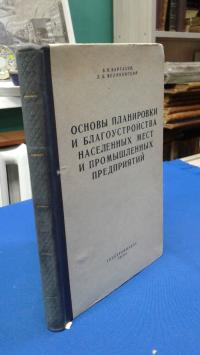 ОСНОВЫ ПЛАНИРОВКИ
И БЛАГОУСТРОЙСТВА
НАСЕЛЕННЫХ МЕСТ
И ПРОМЫШЛЕННЫХ
ПРЕДПРИЯТИЙ